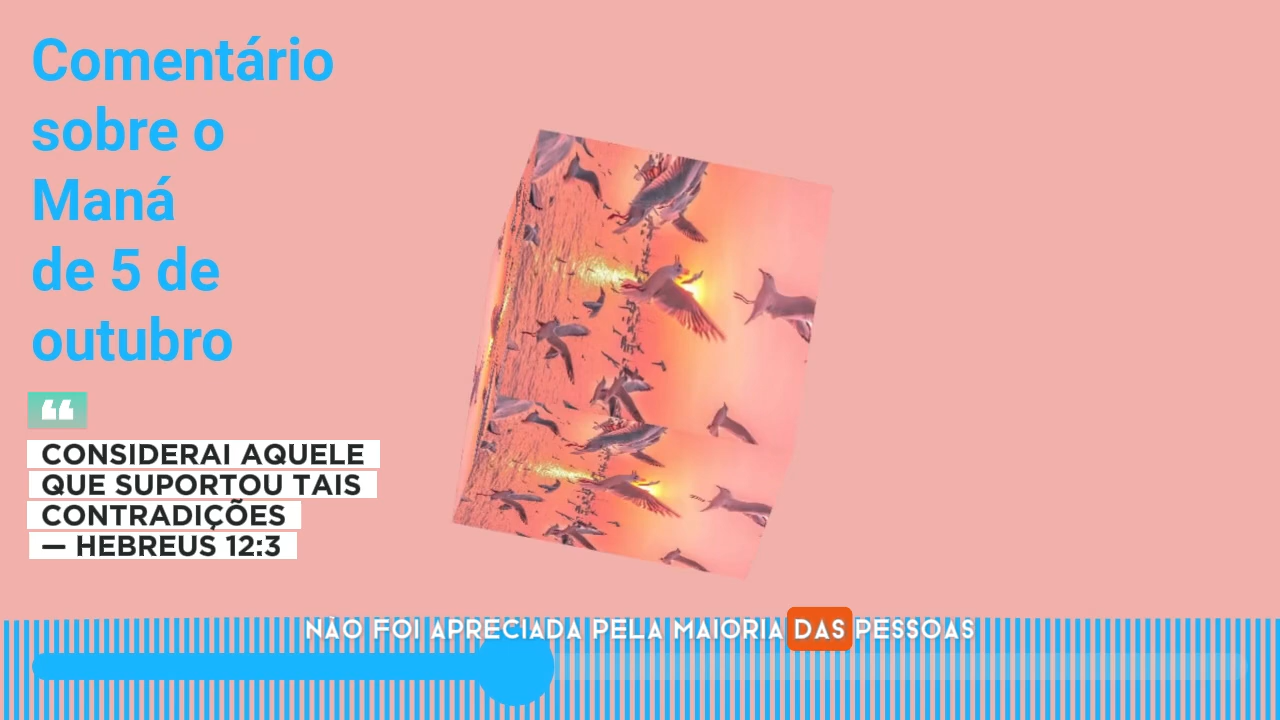 Comentário
sobre o
Maná
de 5 de
outubro
❝
CONSIDERAI AQUELE
QUE SUPORTOU TAIS
CONTRADIÇÕES
— HEBREUS 12:3
NÃO FOI APRECIADA PELA MAIORIA DAS PESSOAS